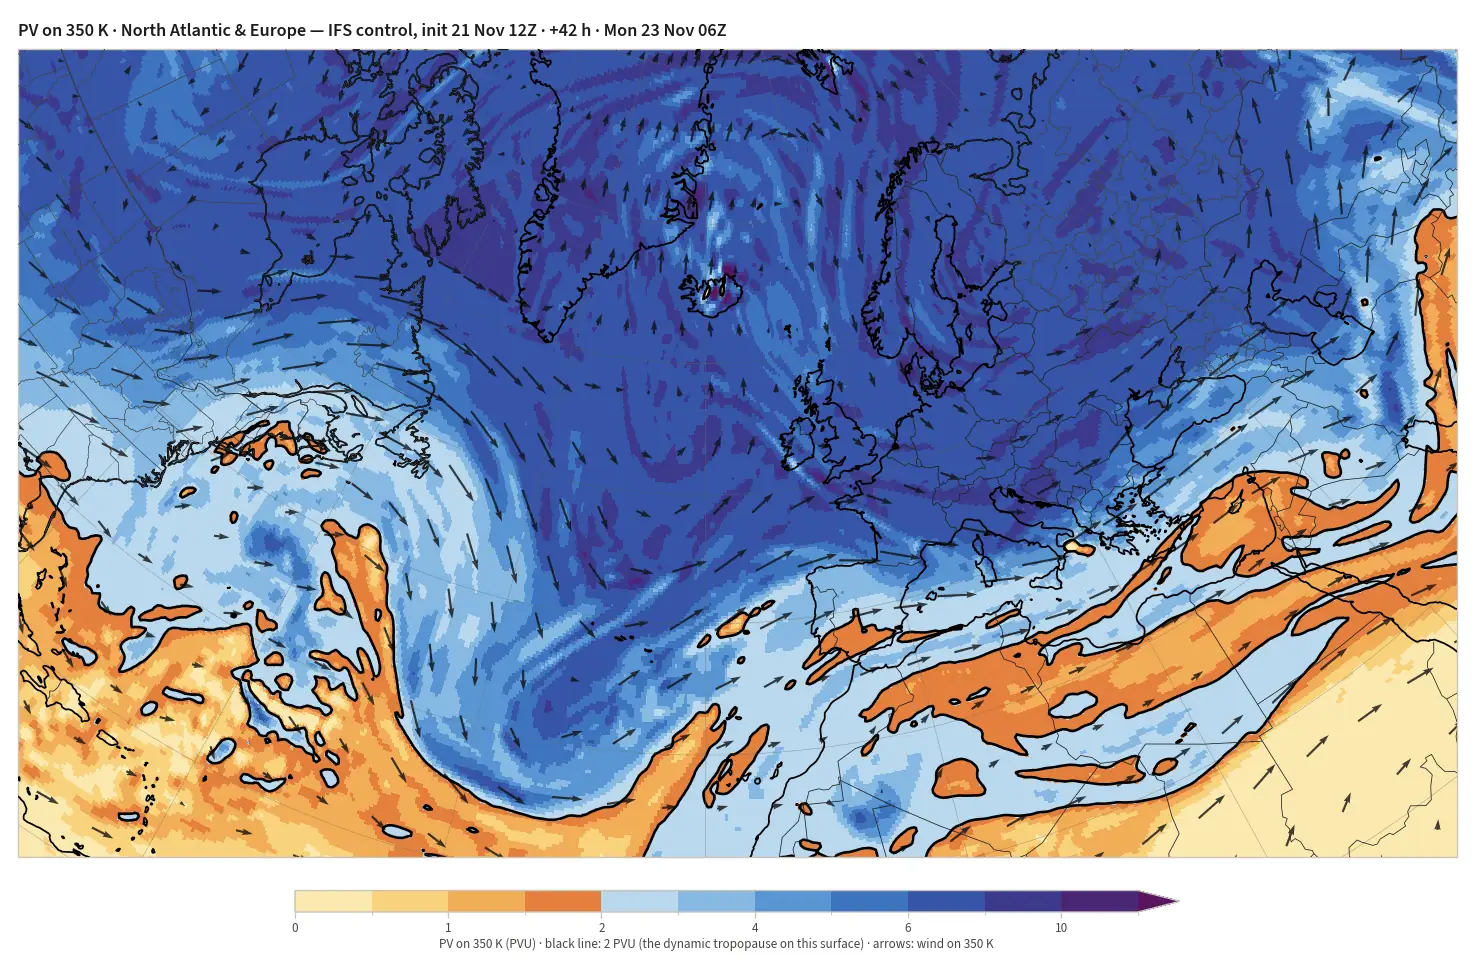 PV on 350 K · North Atlantic & Europe — IFS control, init 21 Nov 12Z · +42 h · Mon 23 Nov 06Z
0 1 2 4 6 10
PV on 350 K (PVU) · black line: 2 PVU (the dynamic tropopause on this surface) · arrows: wind on 350 K